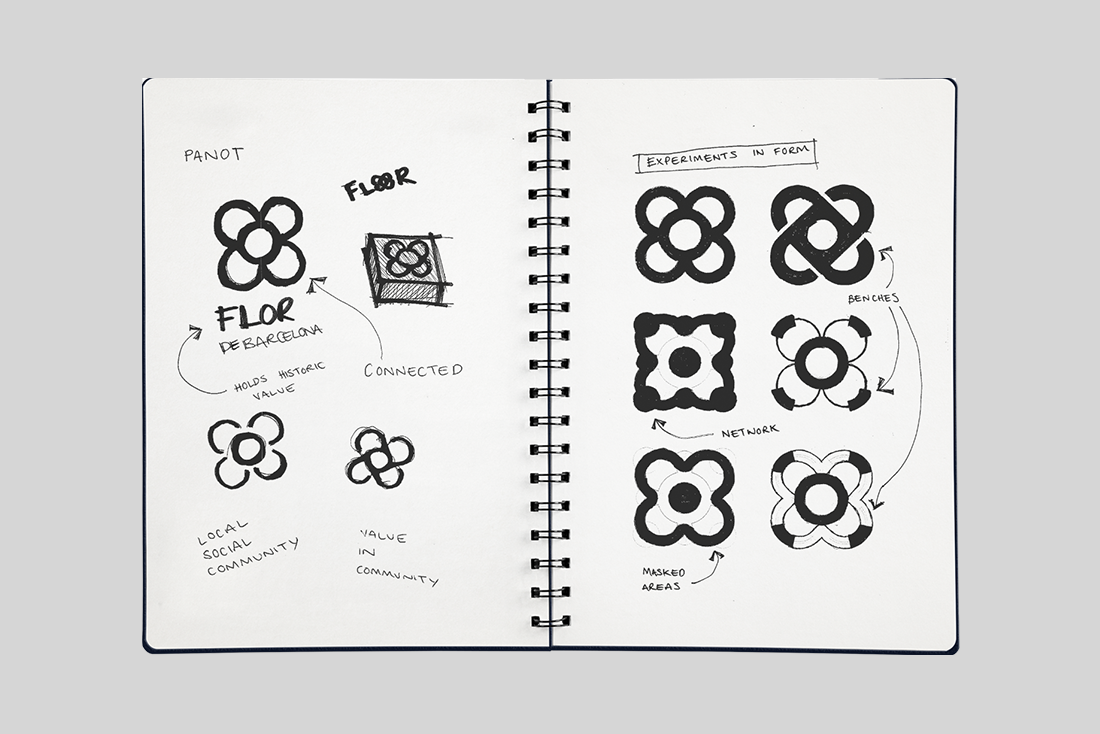 PANOT
FLOOR
FLOR
DE BARCELONA
HOLDS HISTORIC
VALUE
CONNECTED
LOCAL
SOCIAL
COMMUNITY
VALUE
IN
COMMUNITY
EXPERIMENTS IN FORM
BENCHES
NETWORK
MASKED
AREAS